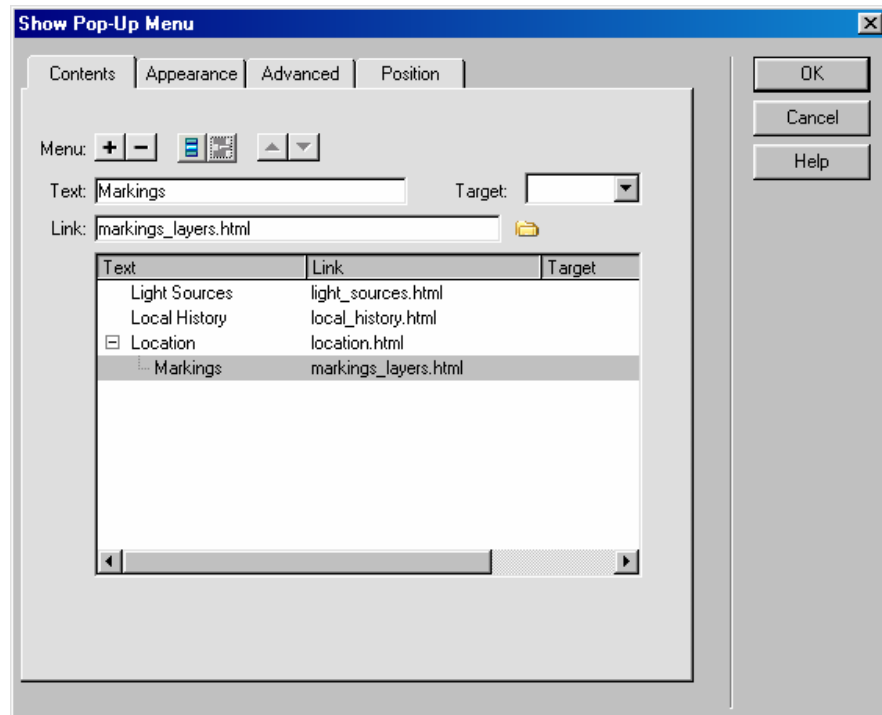 Show Pop-Up Menu
Contents Appearance Advanced Position
OK
Cancel
Help
Menu:
Text: Markings Target:
Link: markings_layers.html
Text Link Target
Light Sources light_sources.html
Local History local_history.html
Location location.html
Markings markings_layers.html